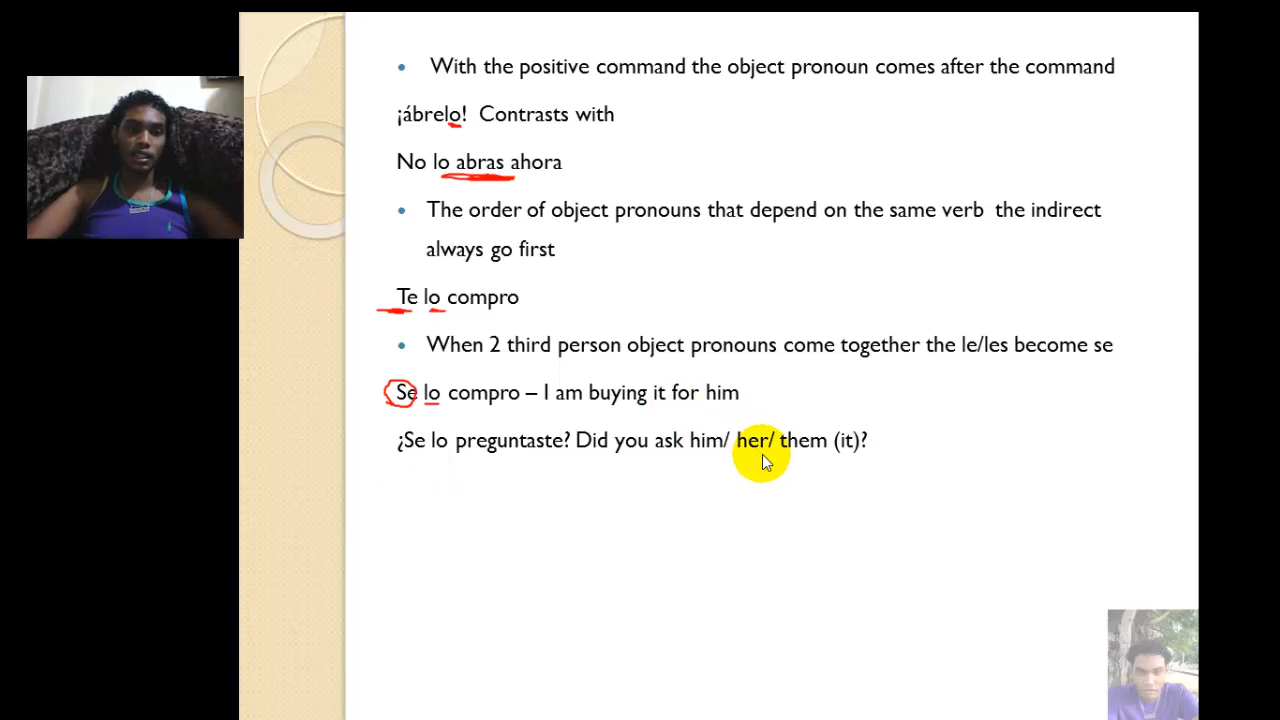 With the positive command the object pronoun comes after the command
¡ábrelo! Contrasts with
No lo abras ahora
The order of object pronouns that depend on the same verb the indirect
always go first
Te lo compro
When 2 third person object pronouns come together the le/les become se
Se lo compro – I am buying it for him
¿Se lo preguntaste? Did you ask him/ her/ them (it)?